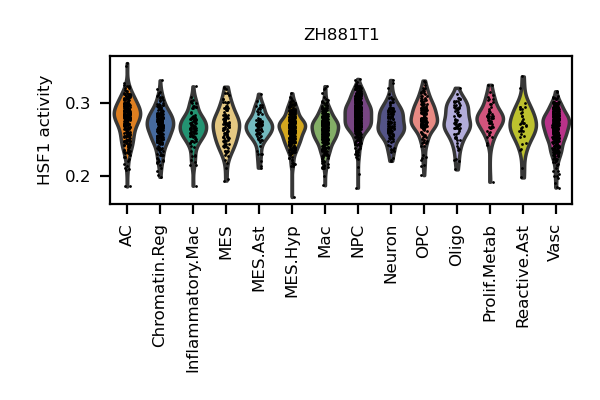 ZH881T1
HSF1 activity
0.3
0.2
AC
Chromatin.Reg
Inflammatory.Mac
MES
MES.Ast
MES.Hyp
Mac
NPC
Neuron
OPC
Oligo
Prolif.Metab
Reactive.Ast
Vasc